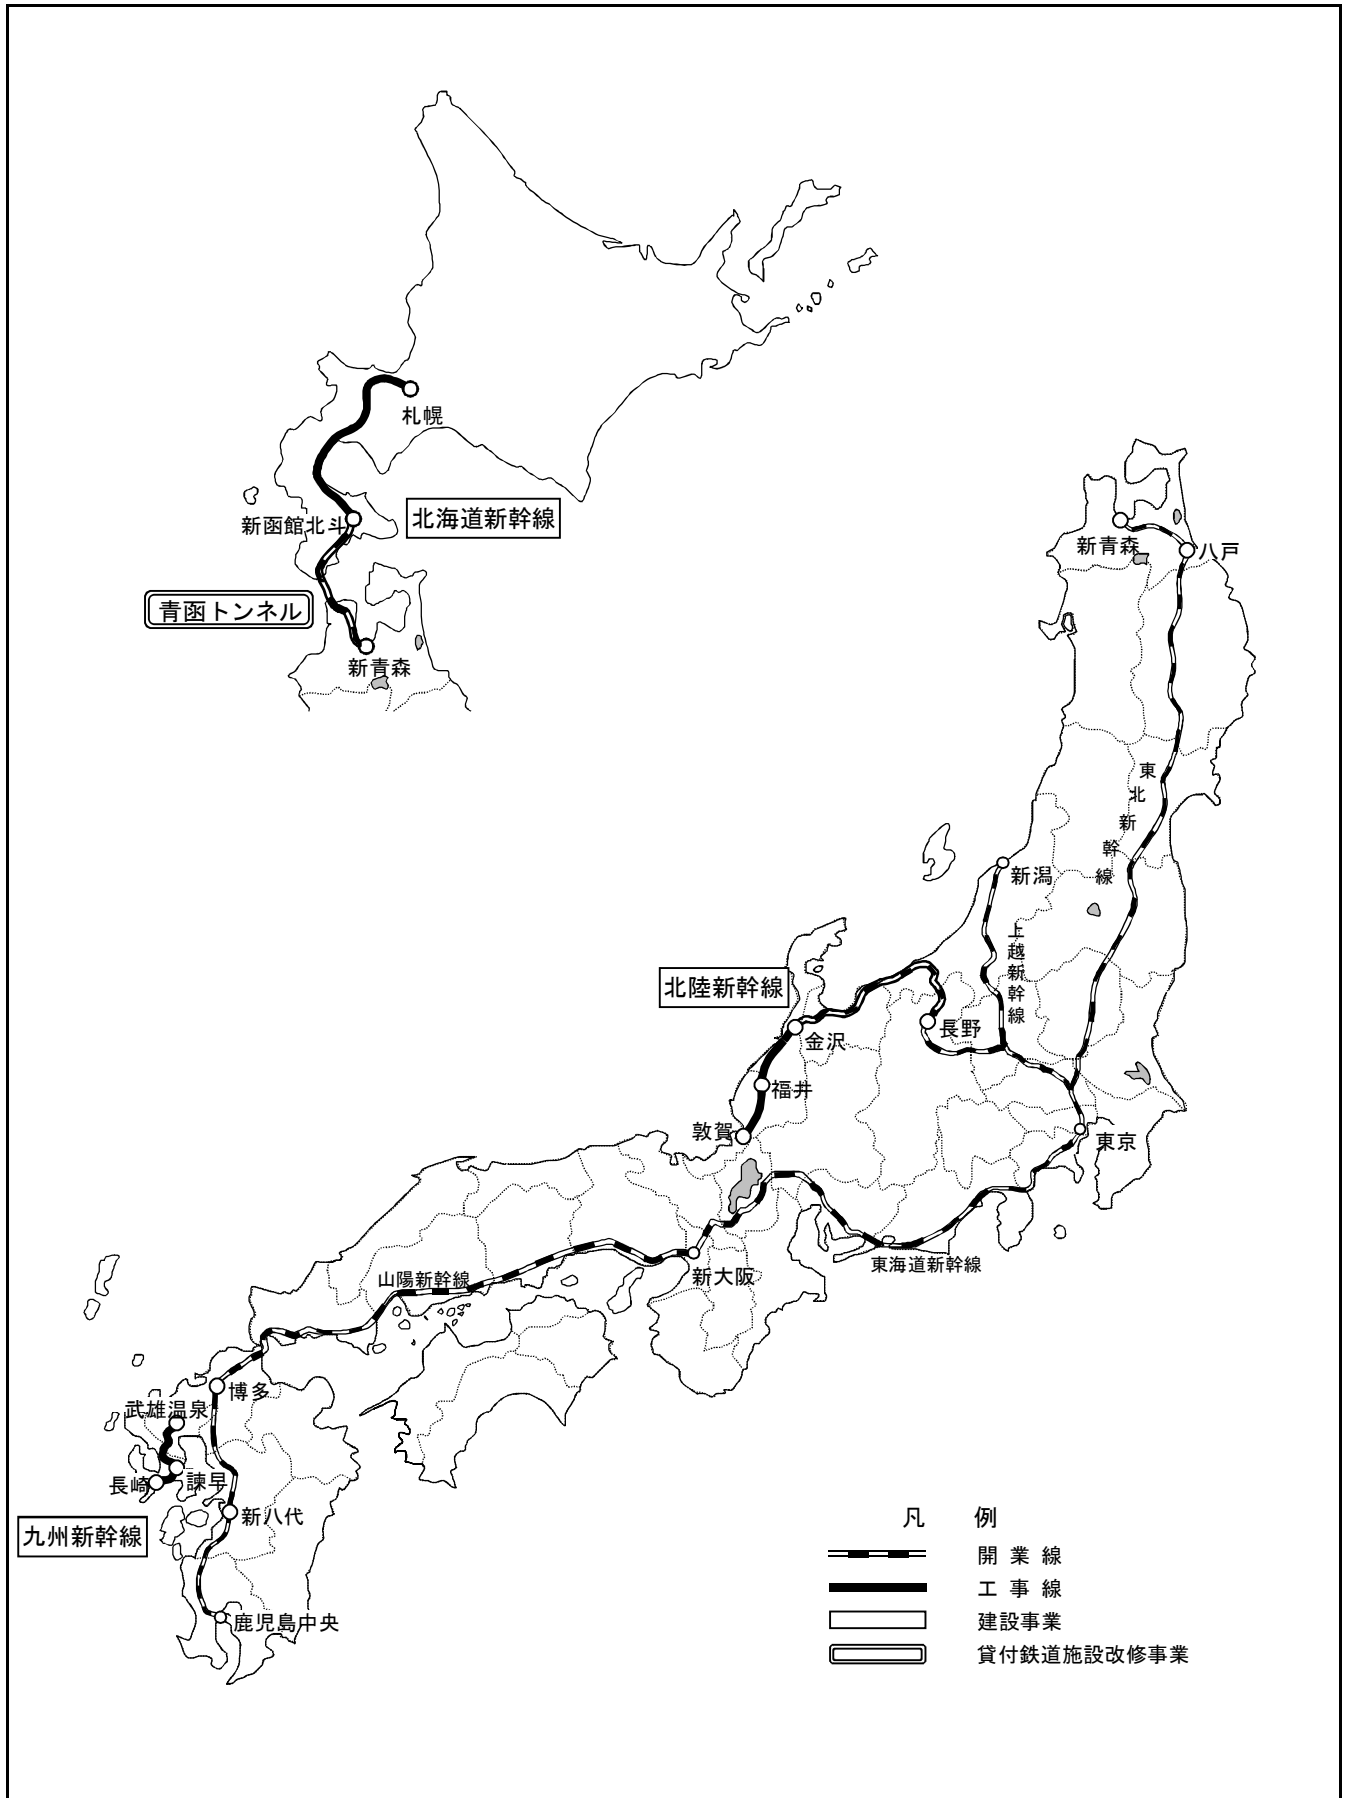 札幌
新函館北斗
北海道新幹線
青函トンネル
新青森
新青森
八戸
東北新幹線
新潟
上越新幹線
北陸新幹線
長野
金沢
福井
敦賀
東京
東海道新幹線
新大阪
山陽新幹線
博多
武雄温泉
長崎
諫早
新八代
九州新幹線
鹿児島中央
凡 例
開業線
工事線
建設事業
貸付鉄道施設改修事業